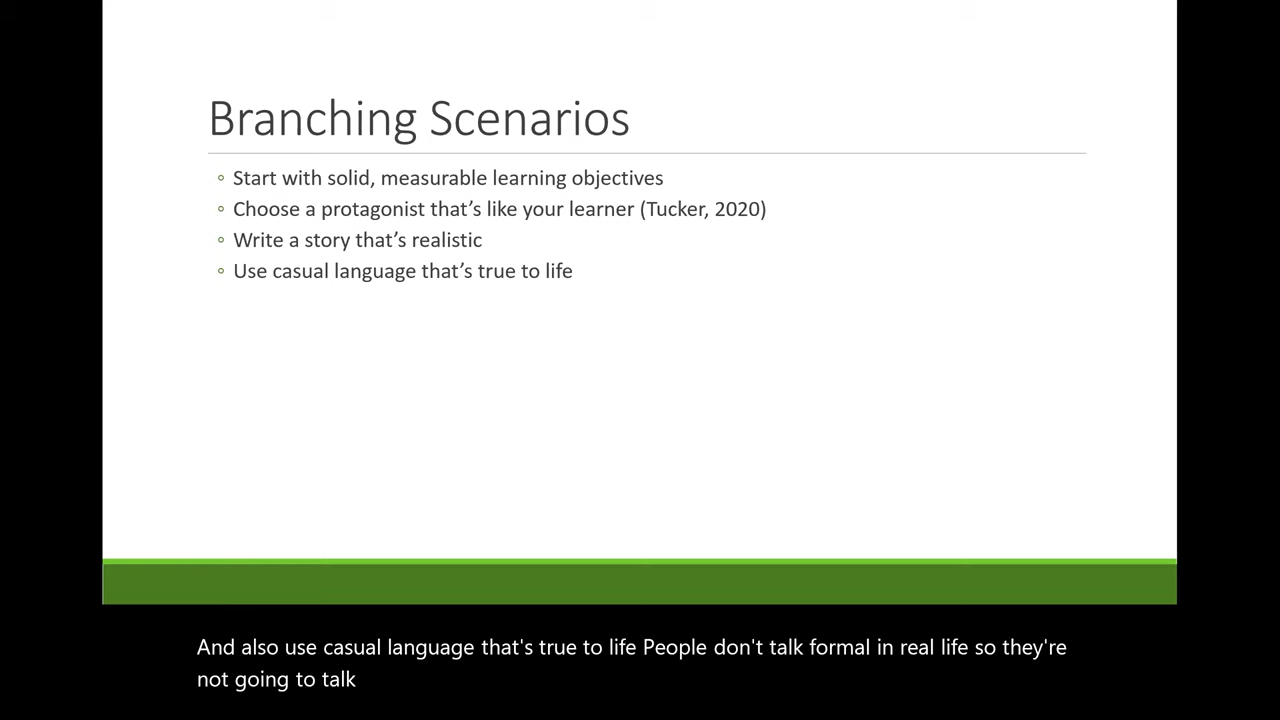 Branching Scenarios
◦ Start with solid, measurable learning objectives
◦ Choose a protagonist that’s like your learner (Tucker, 2020)
◦ Write a story that’s realistic
◦ Use casual language that’s true to life
And also use casual language that's true to life People don't talk formal in real life so they're
not going to talk